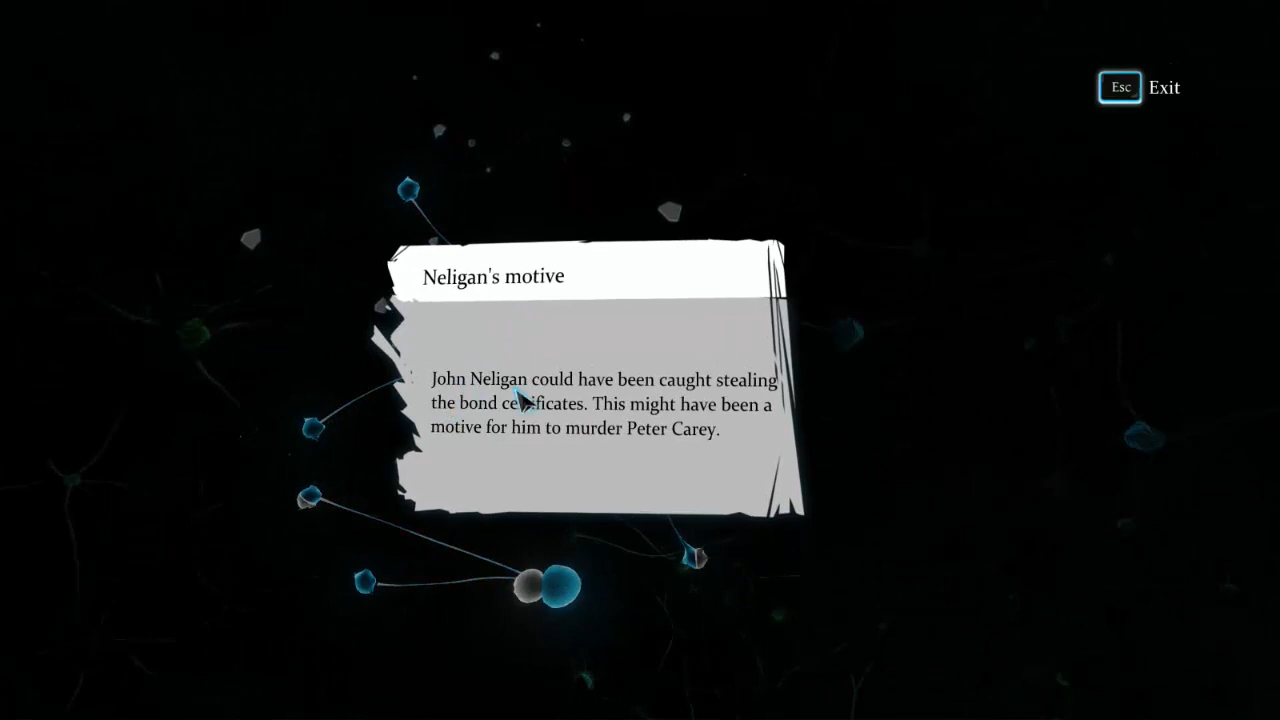 Esc Exit
Neligan's motive
John Neligan could have been caught stealing
the bond certificates. This might have been a
motive for him to murder Peter Carey.